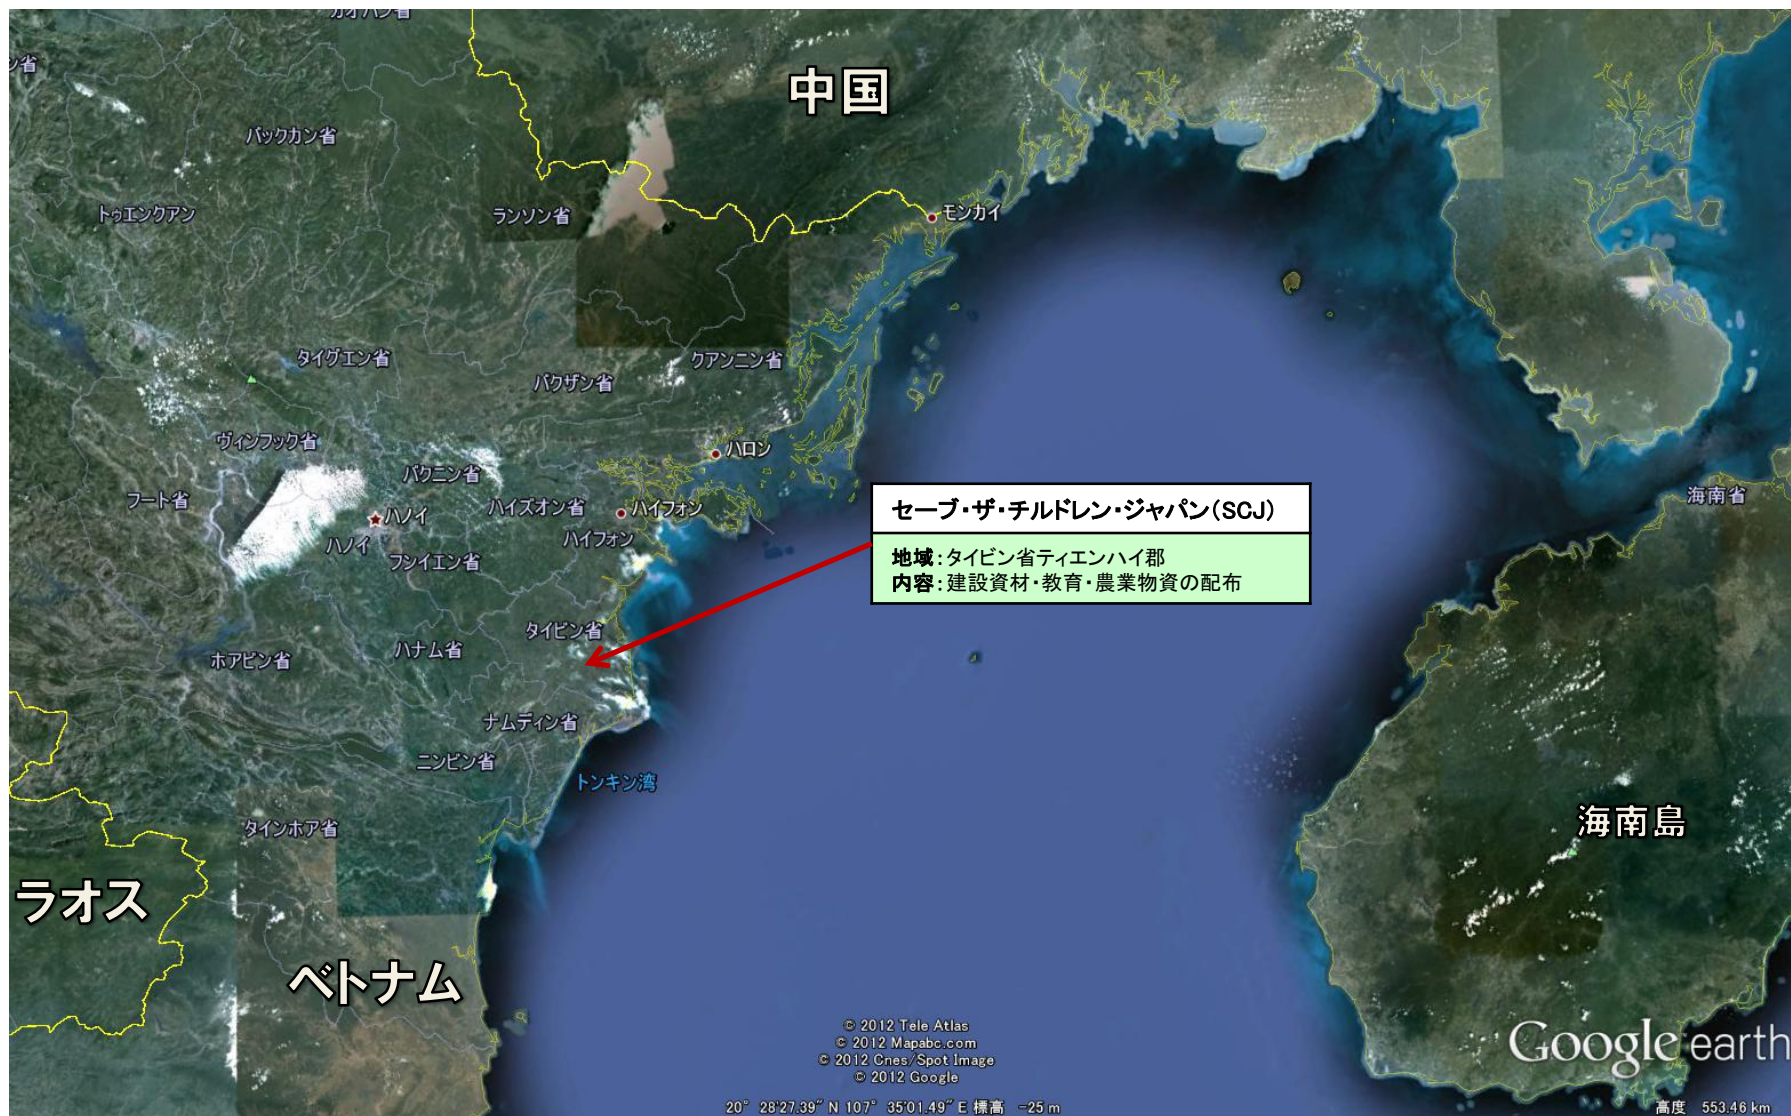 カオバン省
ン省
中国
バックカン省
トゥエンクアン
ランソン省
モンカイ
タイグエン省
クアンニン省
バクザン省
ヴィンフック省
ハロン
バクニン省
フート省
ハイズオン省
ハイフォン
海南省
ハノイ
ハノイ
ハイフォン
フンイエン省
セーブ・ザ・チルドレン・ジャパン(SCJ)
地域:タイビン省ティエンハイ郡
内容:建設資材・教育・農業物資の配布
タイビン省
ハナム省
ホアビン省
ナムディン省
ニンビン省
トンキン湾
タインホア省
海南島
ラオス
ベトナム
© 2012 Tele Atlas
© 2012 Mapabc.com
© 2012 Cnes/Spot Image
© 2012 Google
Google earth
20° 28'27.39" N 107° 35'01.49" E 標高 -25 m
高度 553.46 km